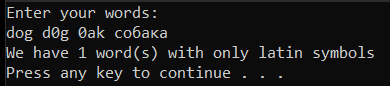 Enter your words:
dog d0g 0ak собака
We have 1 word(s) with only latin symbols
Press any key to continue . . .